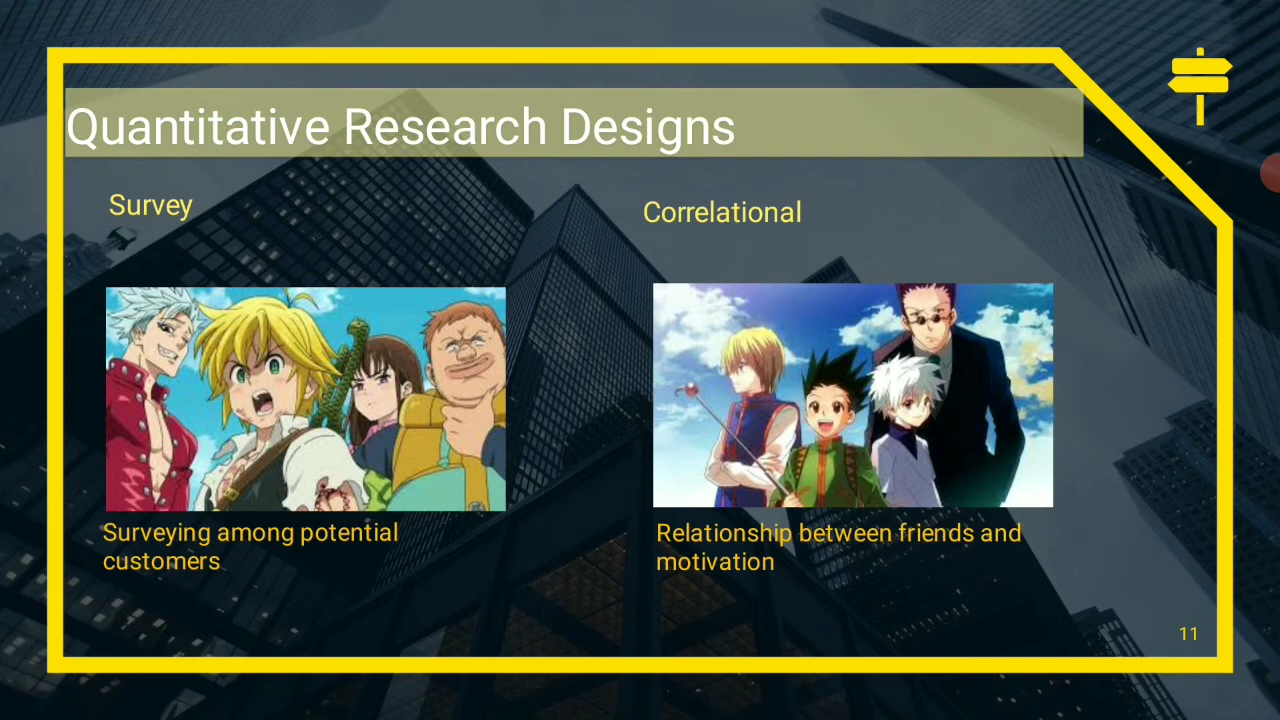 Quantitative Research Designs
Survey
Correlational
Surveying among potential
customers
Relationship between friends and
motivation
11